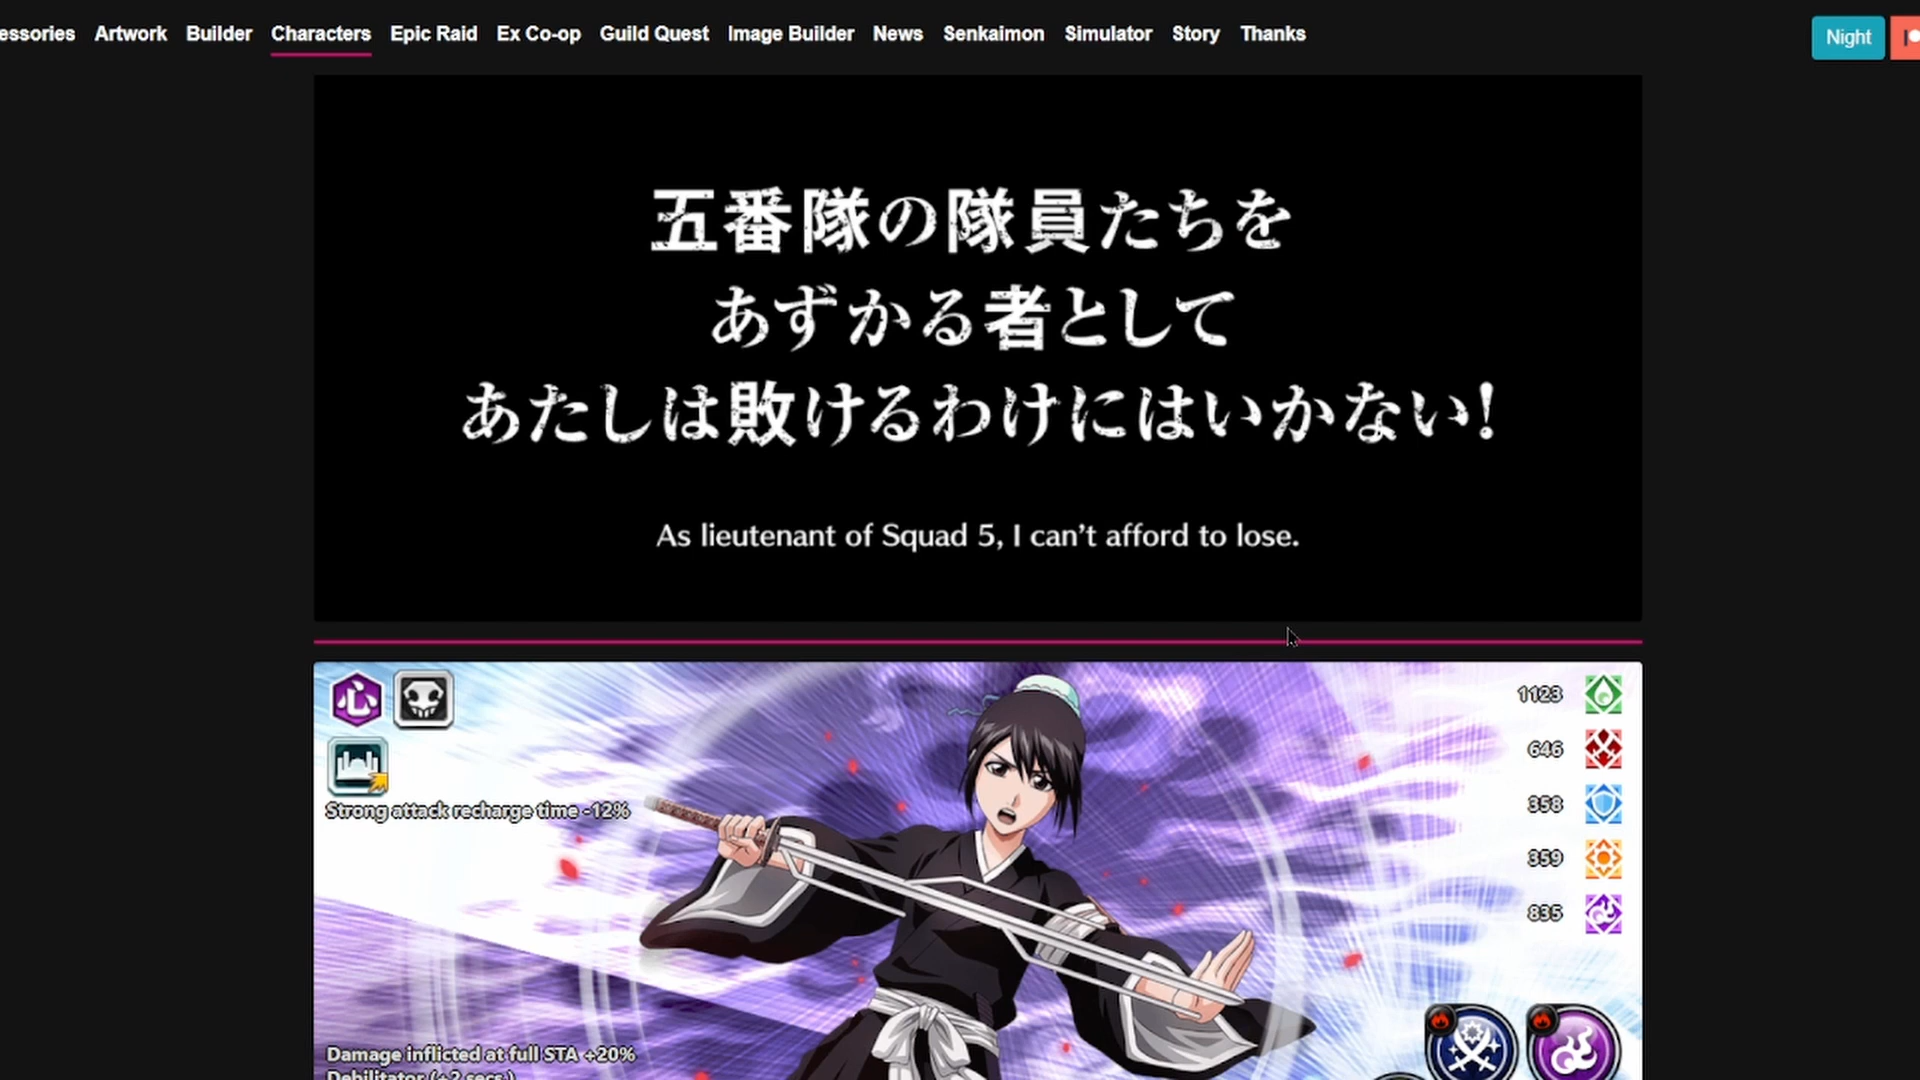 essories Artwork Builder Characters Epic Raid Ex Co-op Guild Quest Image Builder News Senkaimon Simulator Story Thanks Night
五番隊の隊員たちを
あずかる者として
あたしは敗けるわけにはいかない!
As lieutenant of Squad 5, I can't afford to lose.
心
1123
646
Strong attack recharge time -12%
358
359
835
Damage inflicted at full STA +20%
Debilitator (+2 secs.)